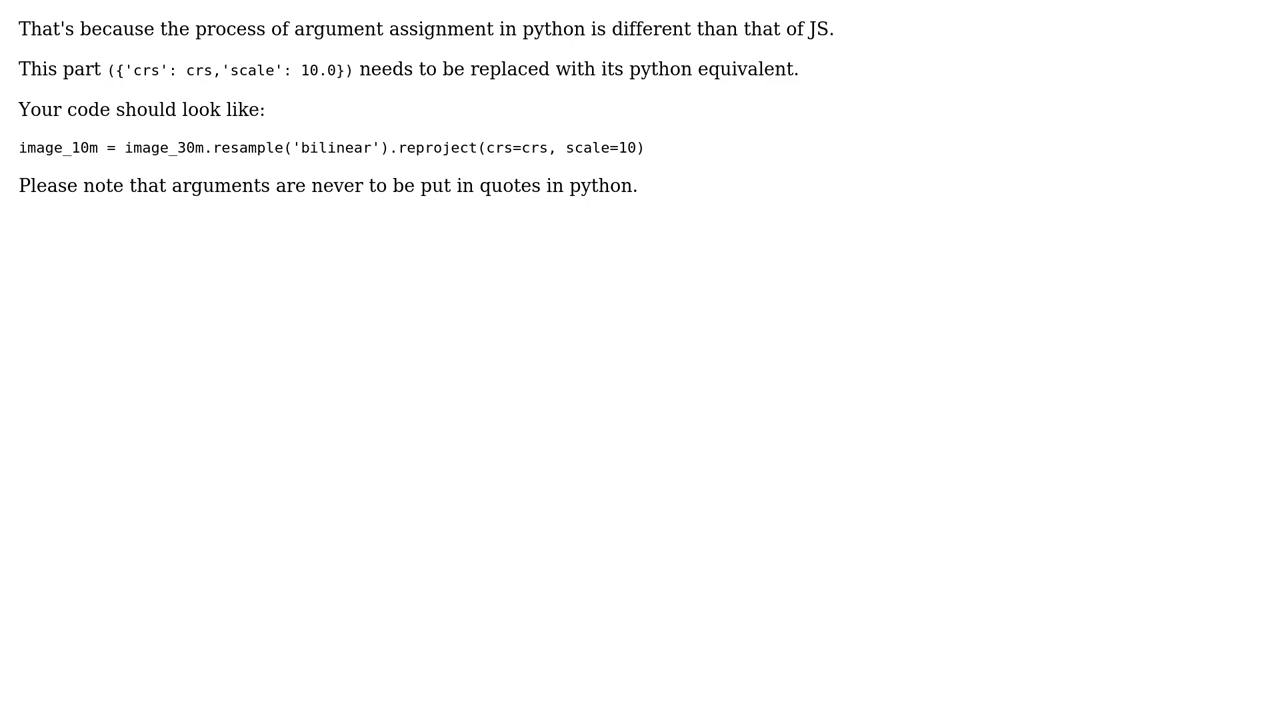 That's because the process of argument assignment in python is different than that of JS.
This part ({'crs': crs,'scale': 10.0}) needs to be replaced with its python equivalent.
Your code should look like:
image_10m = image_30m.resample('bilinear').reproject(crs=crs, scale=10)
Please note that arguments are never to be put in quotes in python.